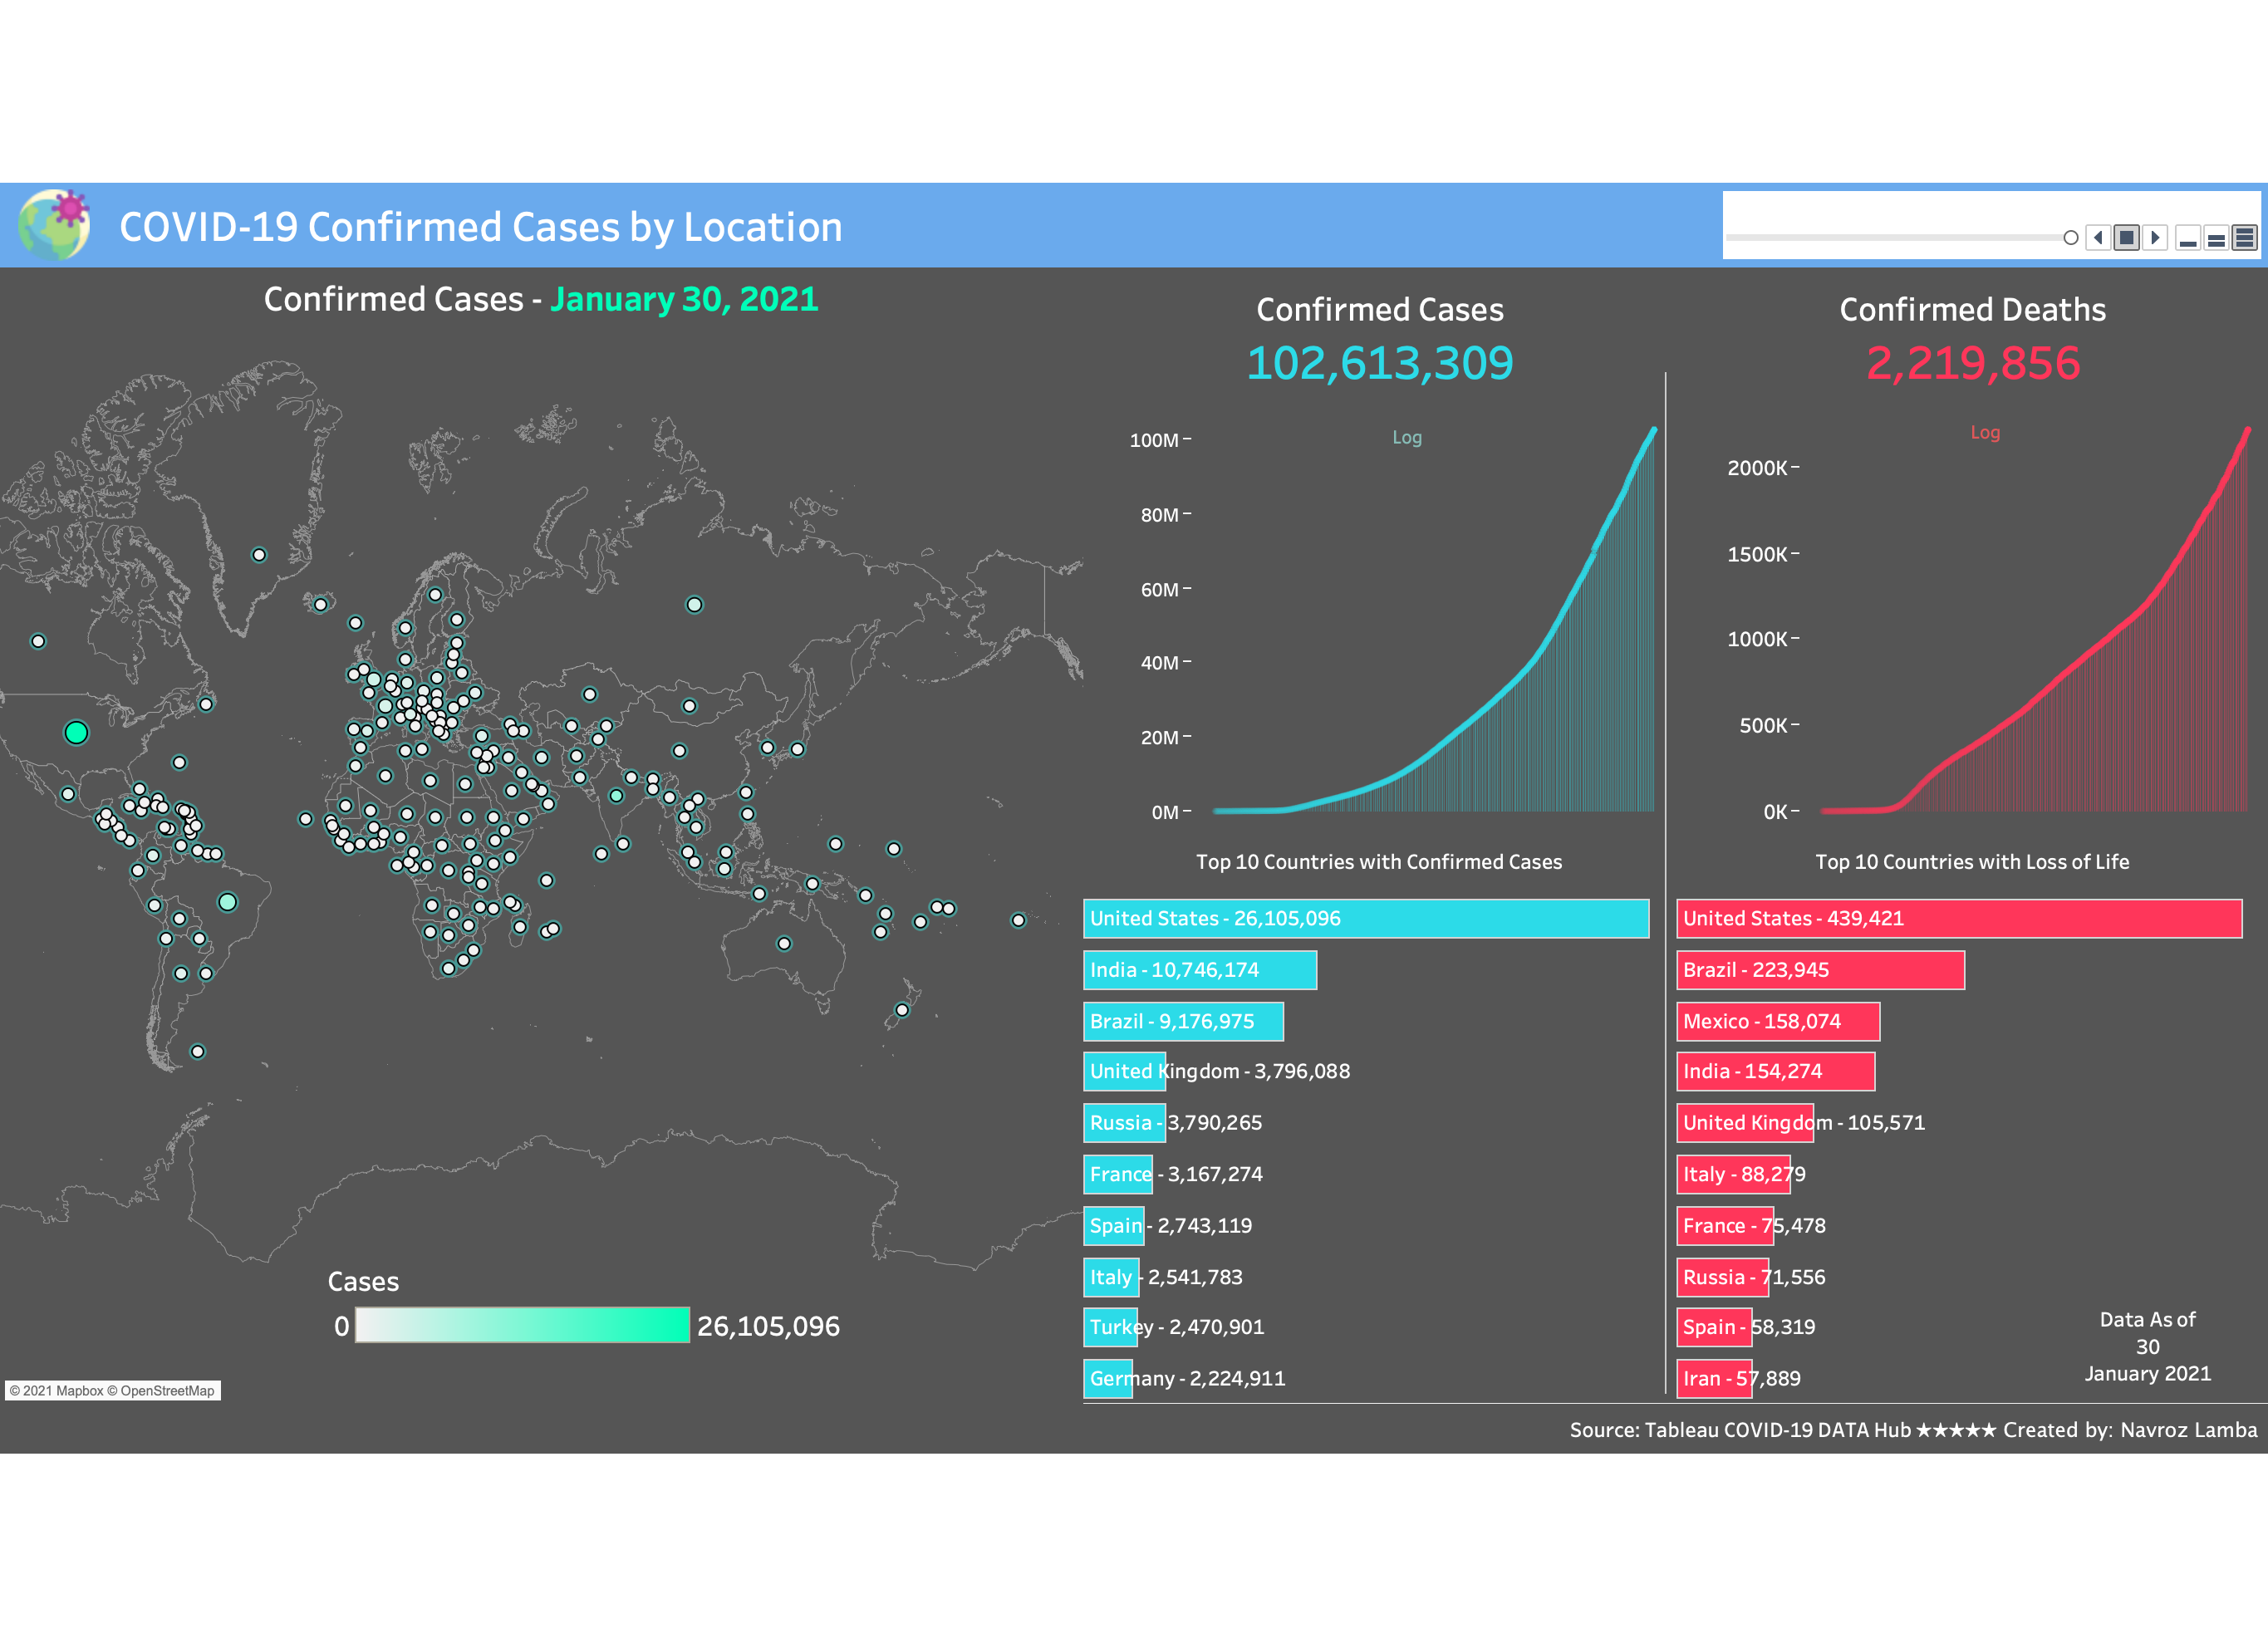 COVID-19 Confirmed Cases by Location
Confirmed Cases - January 30, 2021
Cases
0
26,105,096
© 2021 Mapbox © OpenStreetMap
Confirmed Cases
102,613,309
Log
100M
80M
60M
40M
20M
0M
Top 10 Countries with Confirmed Cases
United States - 26,105,096
India - 10,746,174
Brazil - 9,176,975
United Kingdom - 3,796,088
Russia - 3,790,265
France - 3,167,274
Spain - 2,743,119
Italy - 2,541,783
Turkey - 2,470,901
Germany - 2,224,911
Confirmed Deaths
2,219,856
Log
2000K
1500K
1000K
500K
0K
Top 10 Countries with Loss of Life
United States - 439,421
Brazil - 223,945
Mexico - 158,074
India - 154,274
United Kingdom - 105,571
Italy - 88,279
France - 75,478
Russia - 71,556
Spain - 58,319
Iran - 57,889
Data As of
30
January 2021
Source: Tableau COVID-19 DATA Hub ★★★★★ Created by: Navroz Lamba